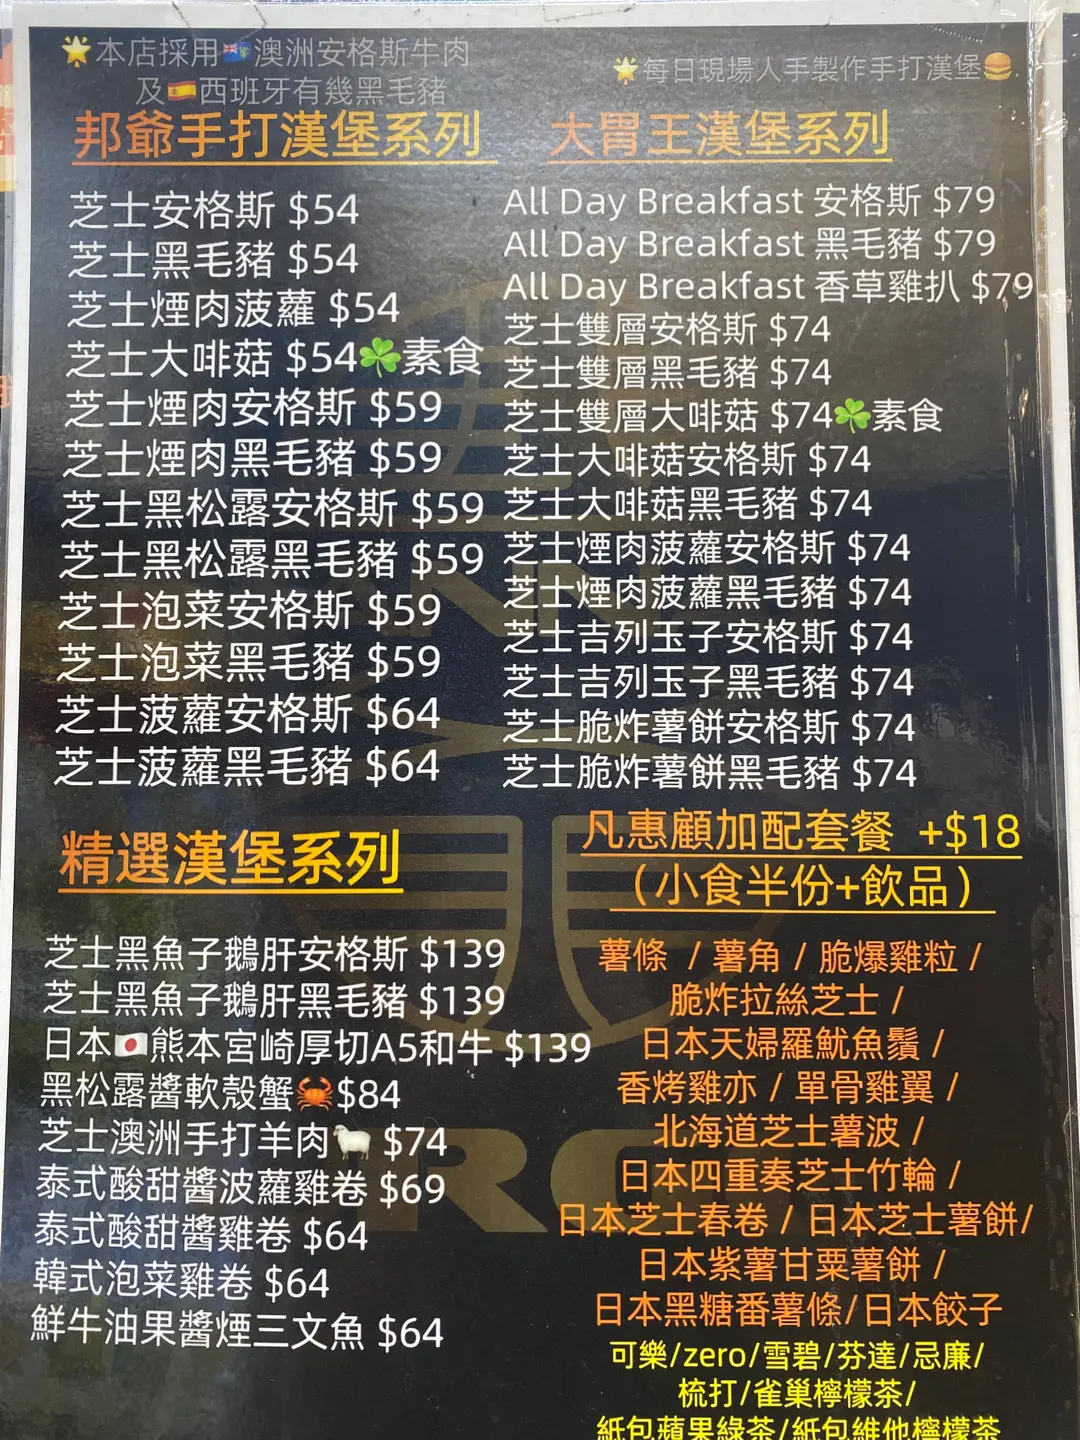 🌟本店採用🇦🇺澳洲安格斯牛肉
及🇪🇸西班牙有幾黑毛豬
🌟每日現場人手製作手打漢堡🍔
邦爺手打漢堡系列
芝士安格斯 $54
芝士黑毛豬 $54
芝士煙肉菠蘿 $54
芝士大啡菇 $54☘️素食
芝士煙肉安格斯 $59
芝士煙肉黑毛豬 $59
芝士黑松露安格斯 $59
芝士黑松露黑毛豬 $59
芝士泡菜安格斯 $59
芝士泡菜黑毛豬 $59
芝士菠蘿安格斯 $64
芝士菠蘿黑毛豬 $64
大胃王漢堡系列
All Day Breakfast 安格斯 $79
All Day Breakfast 黑毛豬 $79
All Day Breakfast 香草雞扒 $79
芝士雙層安格斯 $74
芝士雙層黑毛豬 $74
芝士雙層大啡菇 $74☘️素食
芝士大啡菇安格斯 $74
芝士大啡菇黑毛豬 $74
芝士煙肉菠蘿安格斯 $74
芝士煙肉菠蘿黑毛豬 $74
芝士吉列玉子安格斯 $74
芝士吉列玉子黑毛豬 $74
芝士脆炸薯餅安格斯 $74
芝士脆炸薯餅黑毛豬 $74
精選漢堡系列
芝士黑魚子鵝肝安格斯 $139
芝士黑魚子鵝肝黑毛豬 $139
日本🇯🇵熊本宮崎厚切A5和牛 $139
黑松露醬軟殼蟹🦀$84
芝士澳洲手打羊肉🐑 $74
泰式酸甜醬波蘿雞卷 $69
泰式酸甜醬雞卷 $64
韓式泡菜雞卷 $64
鮮牛油果醬煙三文魚 $64
凡惠顧加配套餐 +$18
（小食半份+飲品）
薯條 / 薯角 / 脆爆雞粒 /
脆炸拉絲芝士 /
日本天婦羅魷魚鬚 /
香烤雞亦 / 單骨雞翼 /
北海道芝士薯波 /
日本四重奏芝士竹輪 /
日本芝士春卷 / 日本芝士薯餅/
日本紫薯甘栗薯餅 /
日本黑糖番薯條/日本餃子
可樂/zero/雪碧/芬達/忌廉/
梳打/雀巢檸檬茶/
紙包蘋果綠茶/紙包維他檸檬茶